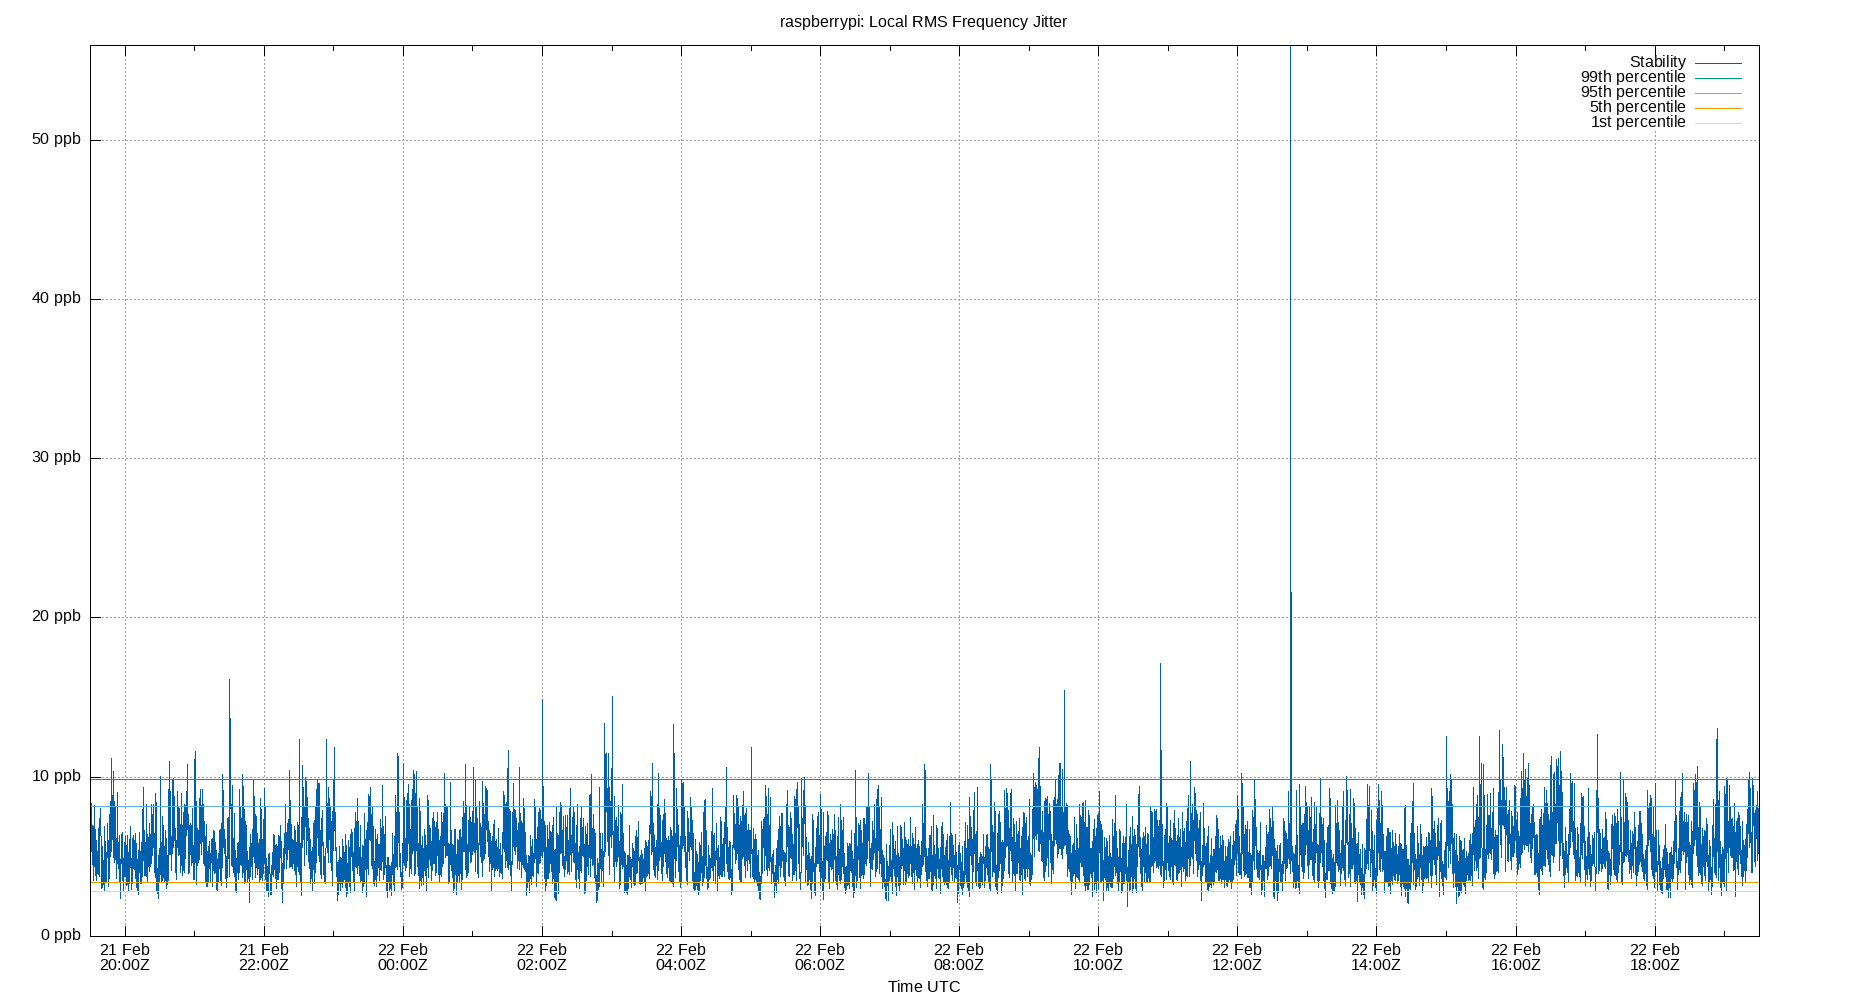 raspberrypi: Local RMS Frequency Jitter
Stability
99th percentile
95th percentile
5th percentile
1st percentile
50 ppb
40 ppb
30 ppb
20 ppb
10 ppb
0 ppb
21 Feb 21 Feb 22 Feb 22 Feb 22 Feb 22 Feb 22 Feb 22 Feb 22 Feb 22 Feb 22 Feb 22 Feb
20:00Z 22:00Z 00:00Z 02:00Z 04:00Z 06:00Z 08:00Z 10:00Z 12:00Z 14:00Z 16:00Z 18:00Z
Time UTC